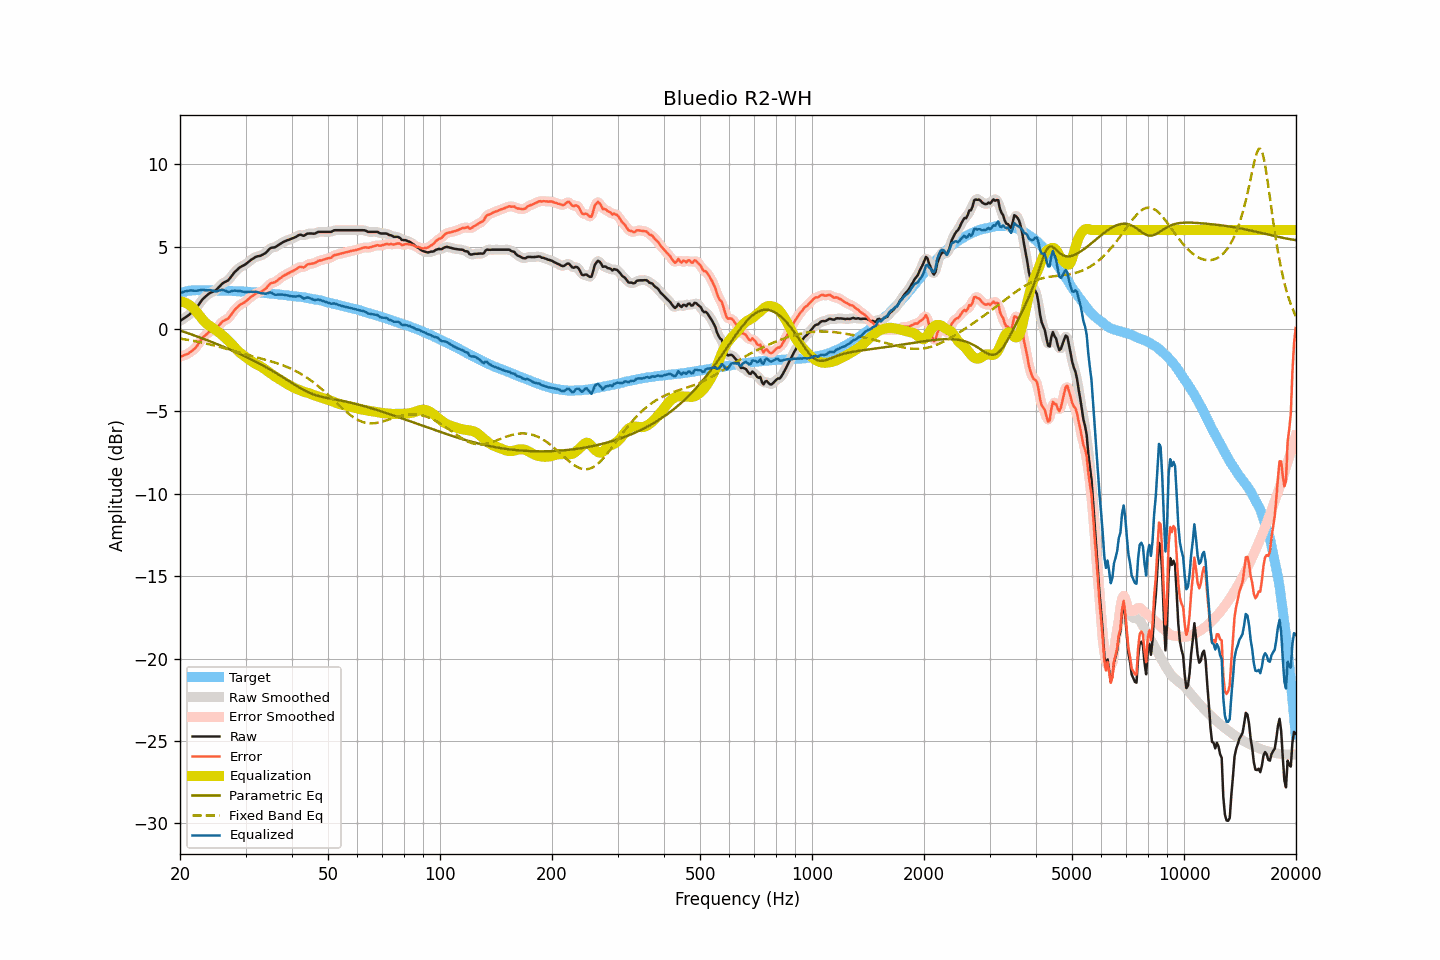 Bluedio R2-WH
Amplitude (dBr)
10
5
0
−5
−10
−15
−20
−25
−30
Target
Raw Smoothed
Error Smoothed
Raw
Error
Equalization
Parametric Eq
Fixed Band Eq
Equalized
20 50 100 200 500 1000 2000 5000 10000 20000
Frequency (Hz)